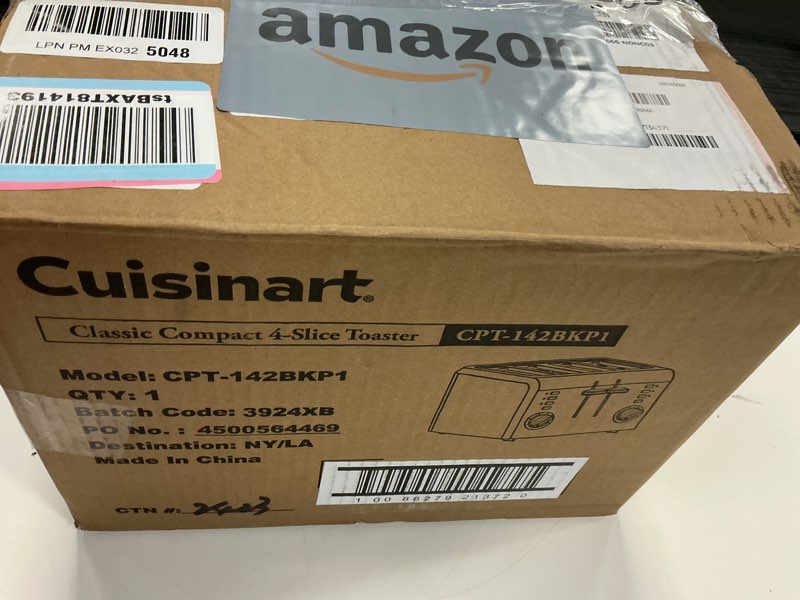 LPN PM EX032 5048
amazon
tsBAXT814193
Cuisinart®
Classic Compact 4-Slice Toaster CPT-142BKP1
Model: CPT-142BKP1
QTY: 1
Batch Code: 3924XB
PO No. : 4500564469
Destination: NY/LA
Made In China
1 00 86279 21372 0
CTN #: 2423